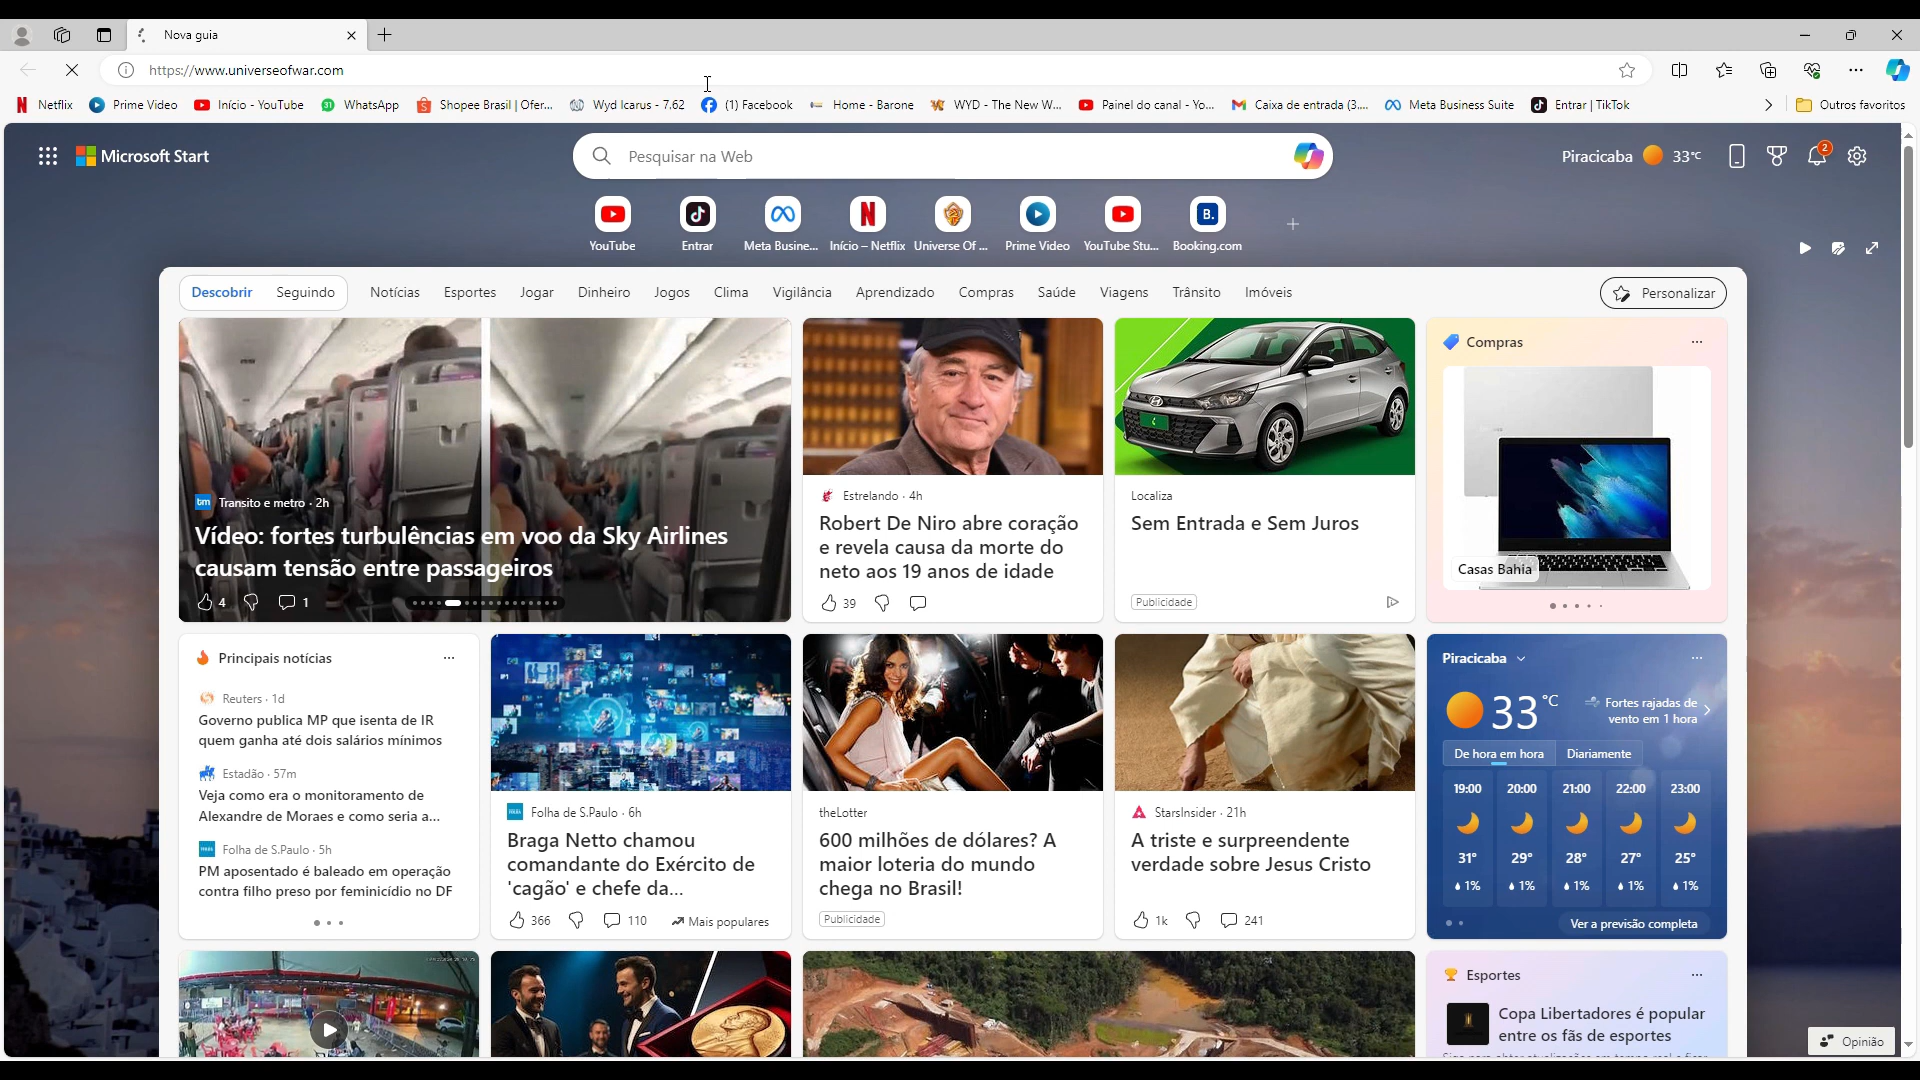 Nova guia
https://www.universeofwar.com
Netflix
Prime Video
Início - YouTube
WhatsApp
Shopee Brasil | Ofer...
Wyd Icarus - 7.62
(1) Facebook
Home - Barone
WYD - The New W...
Painel do canal - Yo...
Caixa de entrada (3....
Meta Business Suite
Entrar | TikTok
Outros favoritos
Microsoft Start
Pesquisar na Web
Piracicaba
33°C
2
YouTube
Entrar
Meta Busine...
Início – Netflix
Universe Of ...
Prime Video
YouTube Stu...
Booking.com
Descobrir
Seguindo
Notícias
Esportes
Jogar
Dinheiro
Jogos
Clima
Vigilância
Aprendizado
Compras
Saúde
Viagens
Trânsito
Imóveis
Personalizar
Transito e metro · 2h
Vídeo: fortes turbulências em voo da Sky Airlines
causam tensão entre passageiros
4
1
Estrelando · 4h
Robert De Niro abre coração
e revela causa da morte do
neto aos 19 anos de idade
39
Localiza
Sem Entrada e Sem Juros
Publicidade
Compras
Casas Bahia
Principais notícias
Reuters · 1d
Governo publica MP que isenta de IR
quem ganha até dois salários mínimos
Estadão · 57m
Veja como era o monitoramento de
Alexandre de Moraes e como seria a...
Folha de S.Paulo · 5h
PM aposentado é baleado em operação
contra filho preso por feminicídio no DF
Folha de S.Paulo · 6h
Braga Netto chamou
comandante do Exército de
'cagão' e chefe da...
366
110
Mais populares
theLotter
600 milhões de dólares? A
maior loteria do mundo
chega no Brasil!
Publicidade
StarsInsider · 21h
A triste e surpreendente
verdade sobre Jesus Cristo
1k
241
Piracicaba
33°C
Fortes rajadas de
vento em 1 hora
De hora em hora
Diariamente
19:00 20:00 21:00 22:00 23:00
31° 29° 28° 27° 25°
1% 1% 1% 1% 1%
Ver a previsão completa
Esportes
Copa Libertadores é popular
entre os fãs de esportes
Opinião